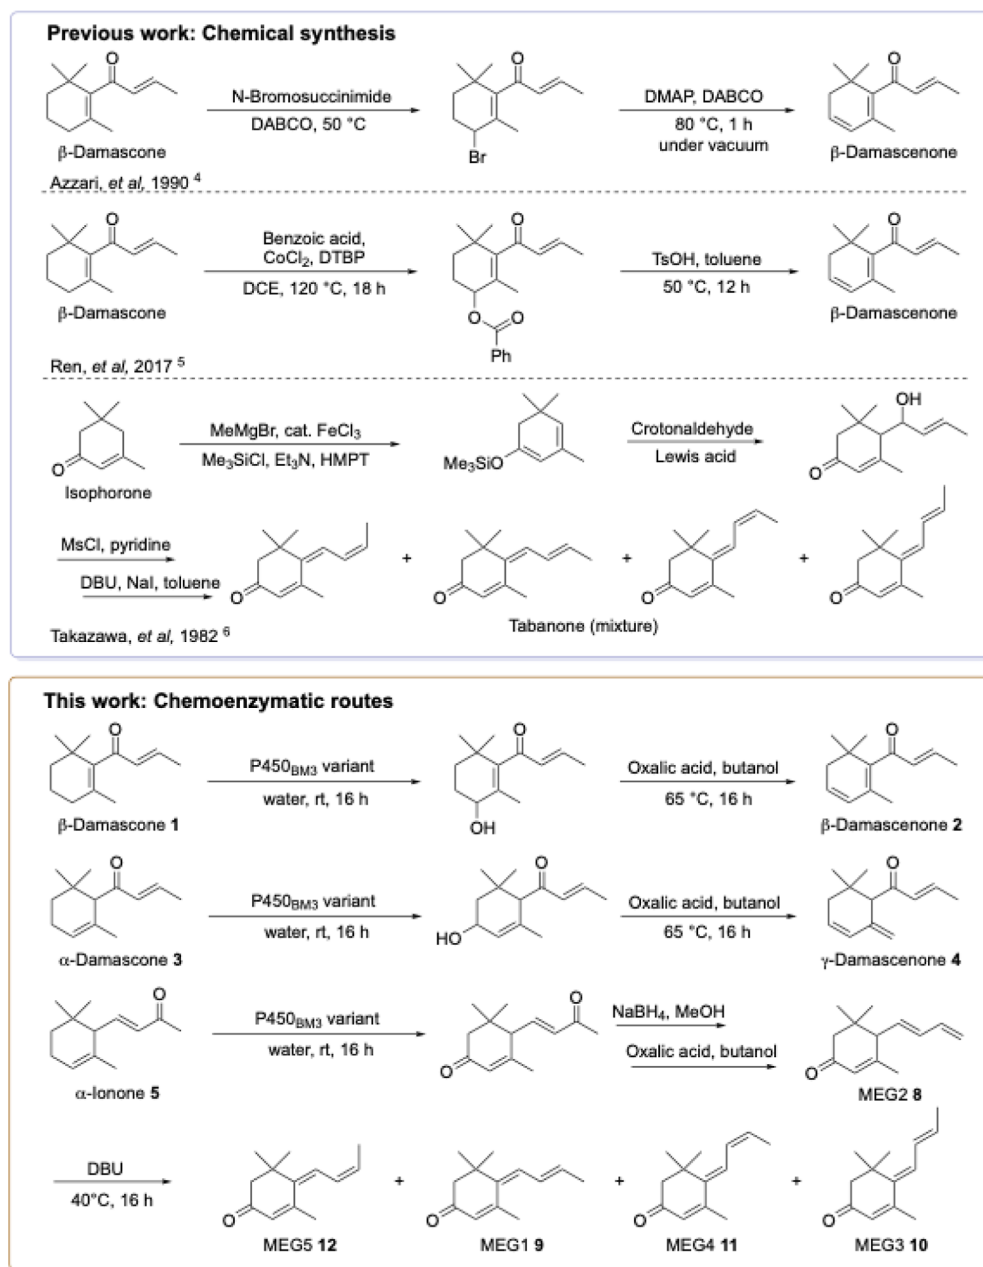 Previous work: Chemical synthesis
O
N-Bromosuccinimide
DABCO, 50 °C
β-Damascone
O
Br
DMAP, DABCO
80 °C, 1 h
under vacuum
O
β-Damascenone
Azzari, et al, 1990 4
O
β-Damascone
Benzoic acid,
CoCl2, DTBP
DCE, 120 °C, 18 h
O
O
O
Ph
TsOH, toluene
50 °C, 12 h
O
β-Damascenone
Ren, et al, 2017 5
O
Isophorone
MeMgBr, cat. FeCl3
Me3SiCl, Et3N, HMPT
Me3SiO
Crotonaldehyde
Lewis acid
OH
O
MsCl, pyridine
DBU, NaI, toluene
O
+
O
+
O
+
O
Tabanone (mixture)
Takazawa, et al, 1982 6
This work: Chemoenzymatic routes
O
β-Damascone 1
P450BM3 variant
water, rt, 16 h
O
OH
Oxalic acid, butanol
65 °C, 16 h
O
β-Damascenone 2
O
α-Damascone 3
P450BM3 variant
water, rt, 16 h
O
HO
Oxalic acid, butanol
65 °C, 16 h
O
γ-Damascenone 4
O
α-Ionone 5
P450BM3 variant
water, rt, 16 h
O
O
NaBH4, MeOH
Oxalic acid, butanol
O
MEG2 8
DBU
40°C, 16 h
O
MEG5 12
+
O
MEG1 9
+
O
MEG4 11
+
O
MEG3 10